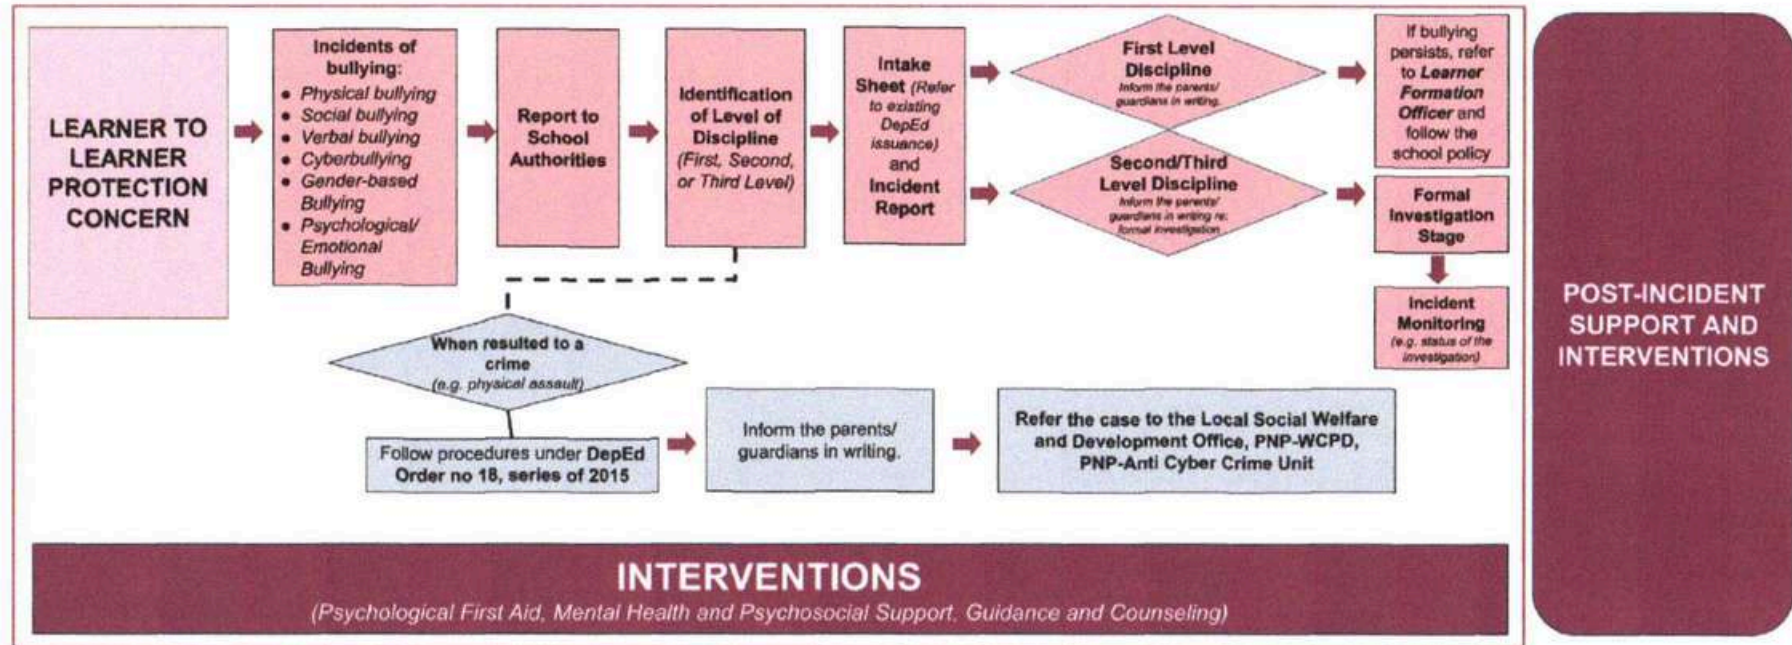 LEARNER TO
LEARNER
PROTECTION
CONCERN
Incidents of
bullying:
● Physical bullying
● Social bullying
● Verbal bullying
● Cyberbullying
● Gender-based
Bullying
● Psychological/
Emotional
Bullying
Report to
School
Authorities
Identification
of Level of
Discipline
(First, Second,
or Third Level)
Intake
Sheet (Refer
to existing
DepEd
issuance)
and
Incident
Report
First Level
Discipline
Inform the parents/
guardians in writing.
If bullying
persists, refer
to Learner
Formation
Officer and
follow the
school policy
Second/Third
Level Discipline
Inform the parents/
guardians in writing re:
formal investigation
Formal
Investigation
Stage
Incident
Monitoring
(e.g. status of the
investigation)
When resulted to a
crime
(e.g. physical assault)
Follow procedures under DepEd
Order no 18, series of 2015
Inform the parents/
guardians in writing.
Refer the case to the Local Social Welfare
and Development Office, PNP-WCPD,
PNP-Anti Cyber Crime Unit
INTERVENTIONS
(Psychological First Aid, Mental Health and Psychosocial Support, Guidance and Counseling)
POST-INCIDENT
SUPPORT AND
INTERVENTIONS